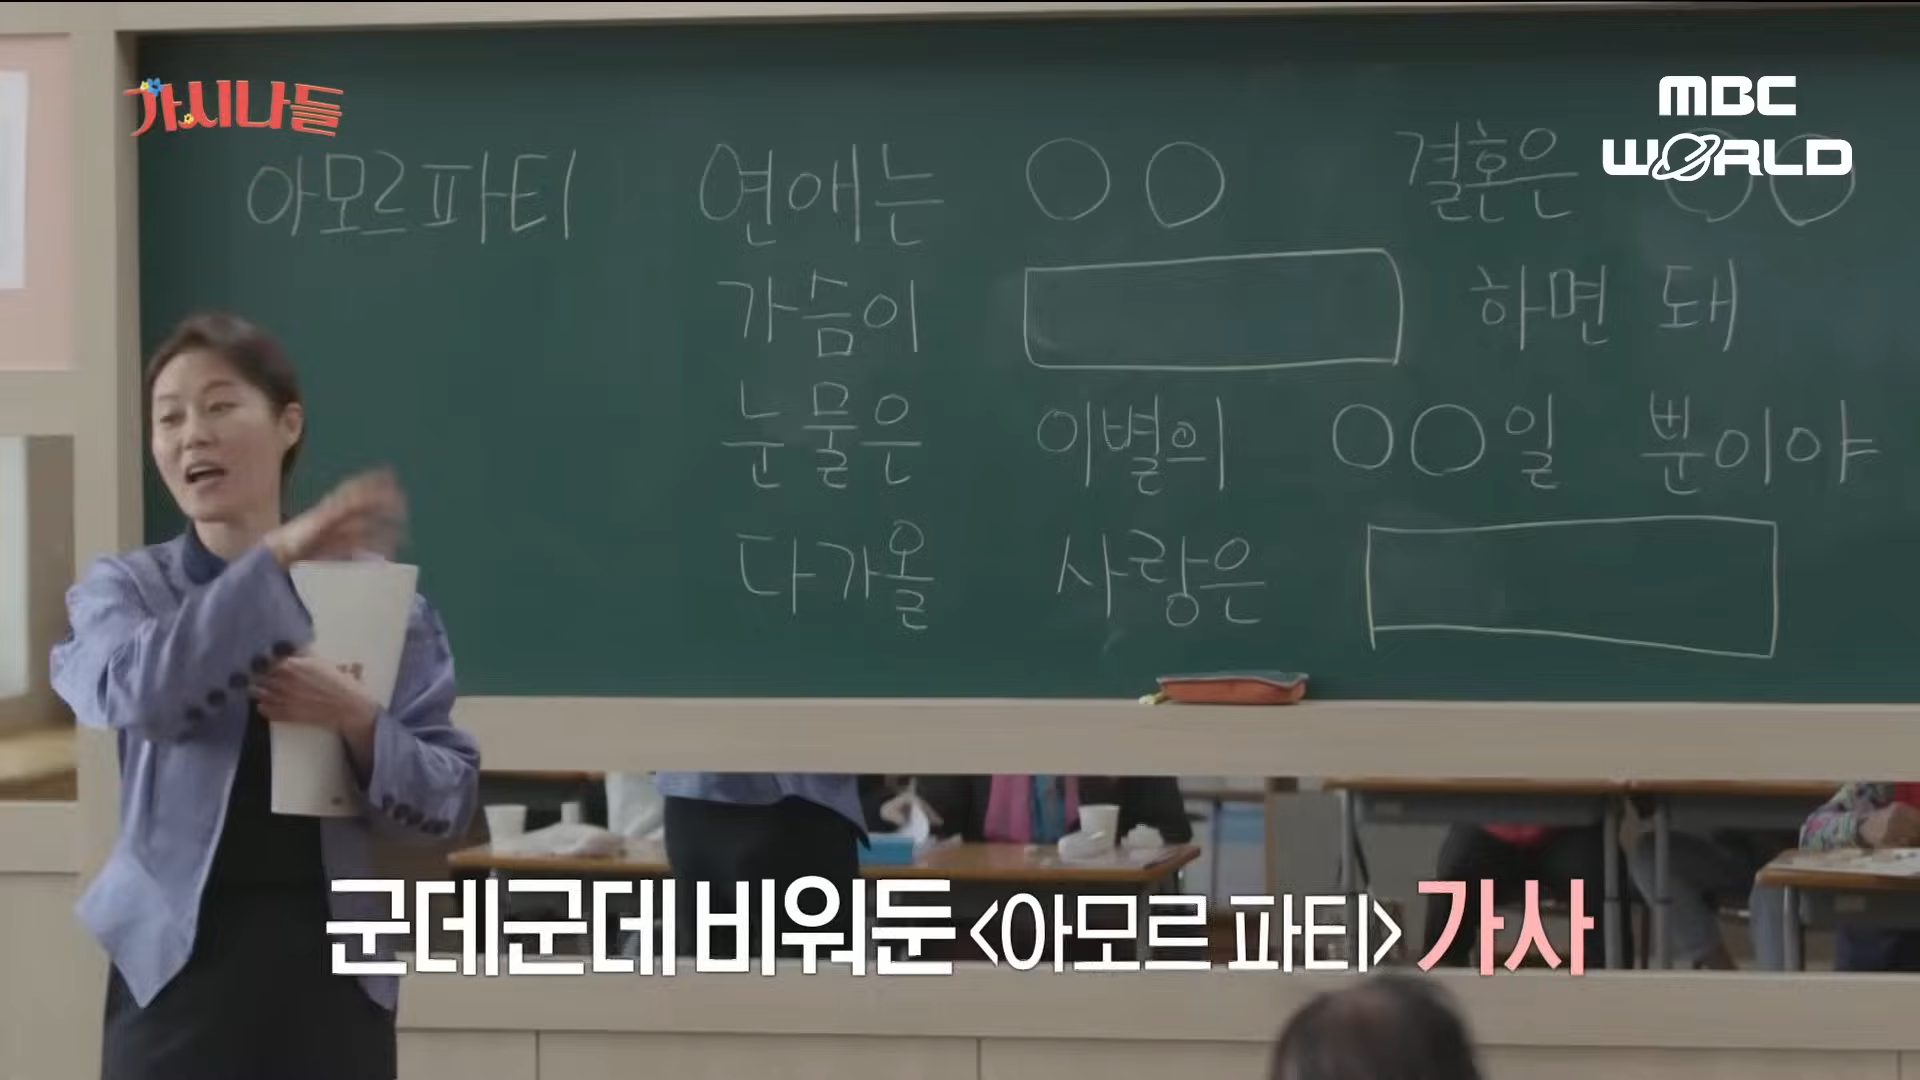 가시나들
MBC
WORLD
아모르파티 연애는 ○○ 결혼은 ○○
가슴이 하면 돼
눈물은 이별의 ○○일 뿐이야
다가올 사랑은
군데군데 비워둔 <아모르 파티> 가사